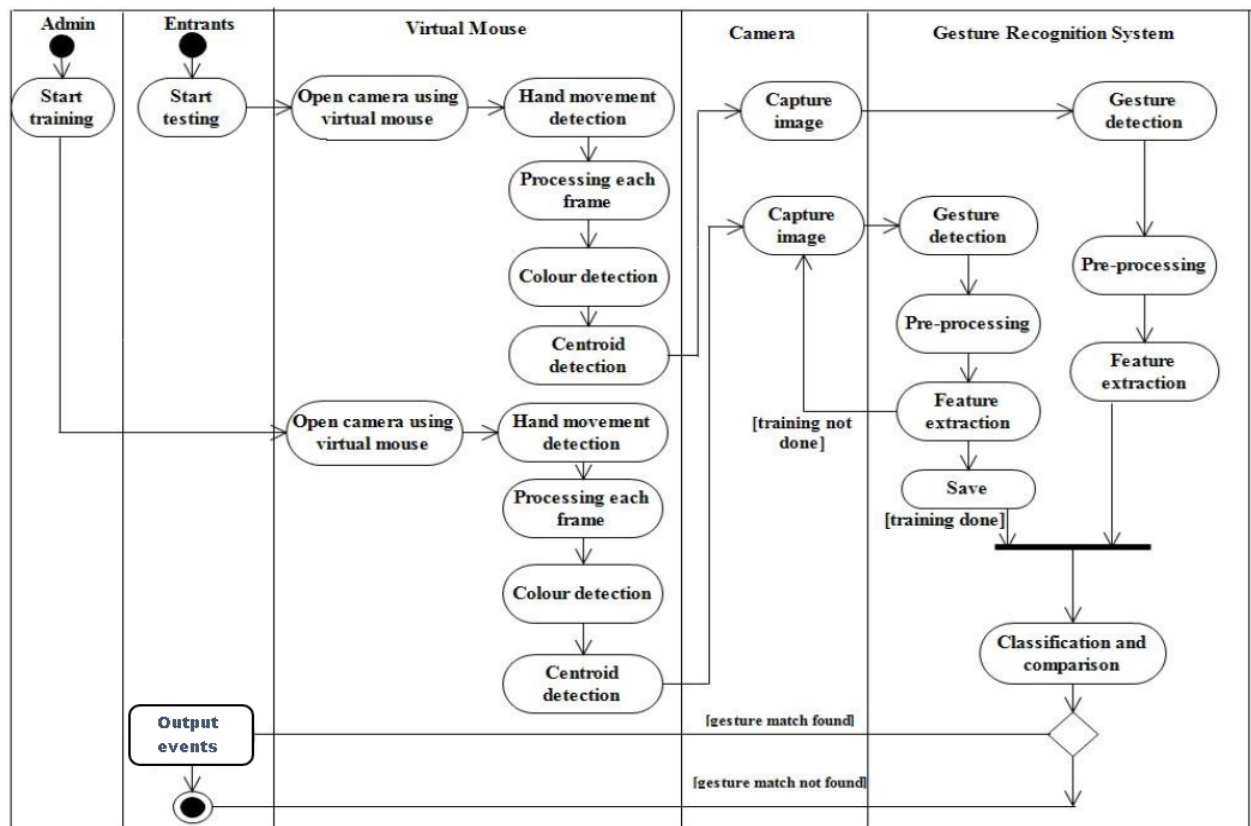 Admin
Entrants
Virtual Mouse
Camera
Gesture Recognition System
Start
training
Start
testing
Open camera using
virtual mouse
Hand movement
detection
Capture
image
Gesture
detection
Processing each
frame
Capture
image
Gesture
detection
Colour detection
Pre-processing
Pre-processing
Centroid
detection
Feature
extraction
Open camera using
virtual mouse
Hand movement
detection
[training not
done]
Feature
extraction
Processing each
frame
Save
[training done]
Colour detection
Classification and
comparison
Centroid
detection
Output
events
[gesture match found]
[gesture match not found]